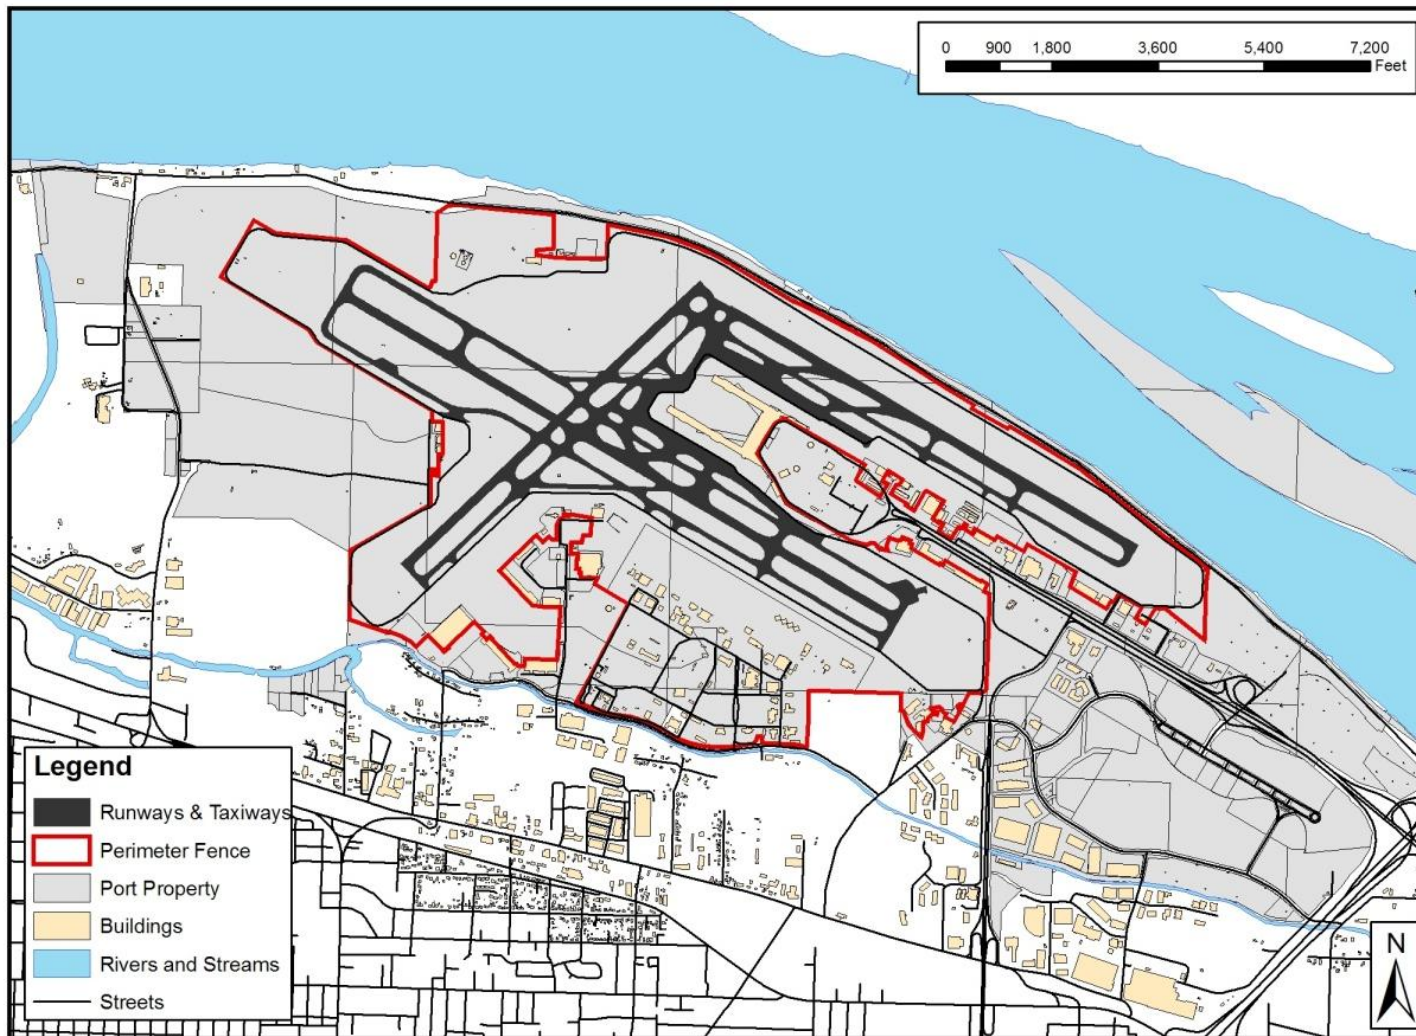 0 900 1,800 3,600 5,400 7,200
Feet
Legend
Runways & Taxiways
Perimeter Fence
Port Property
Buildings
Rivers and Streams
Streets
N